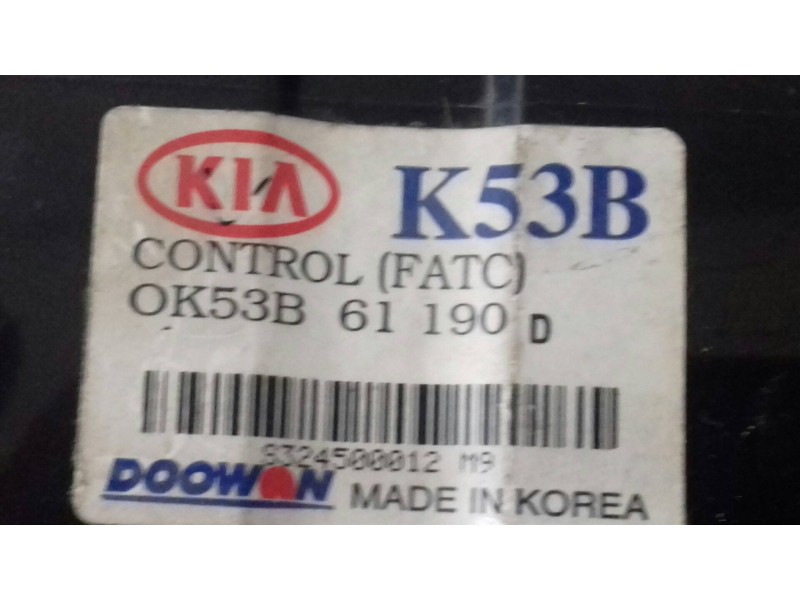 KIA K53B
CONTROL (FATC)
OK53B 61 190 D
9324500012 M9
DOOWON MADE IN KOREA